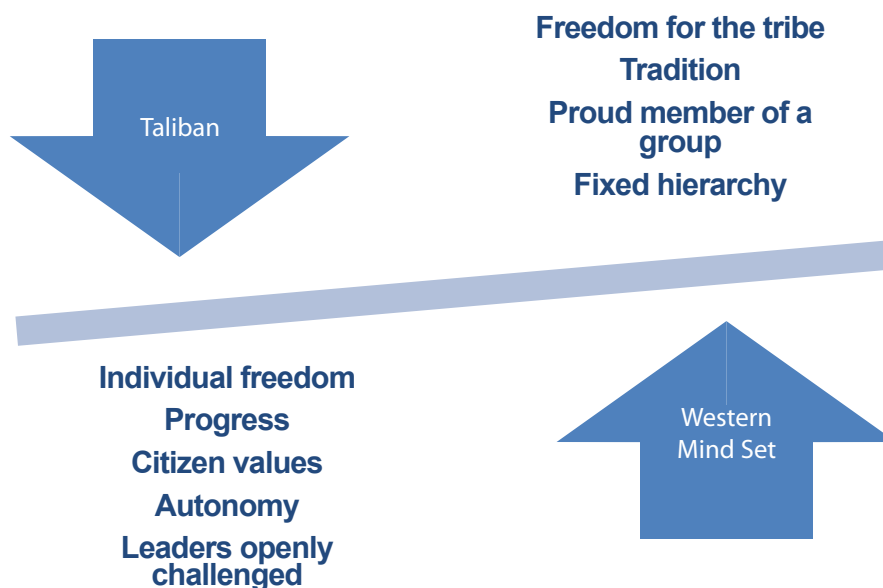 Taliban
Freedom for the tribe
Tradition
Proud member of a
group
Fixed hierarchy
Individual freedom
Progress
Citizen values
Autonomy
Leaders openly
challenged
Western
Mind Set